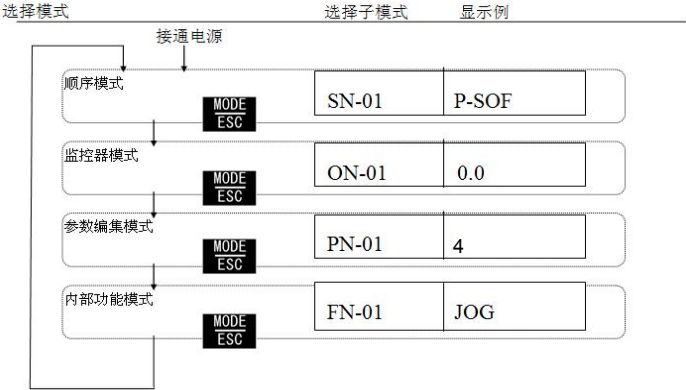 选择模式 选择子模式 显示例
接通电源
顺序模式
MODE
ESC
SN-01 P-SOF
监控器模式
MODE
ESC
ON-01 0.0
参数编集模式
MODE
ESC
PN-01 4
内部功能模式
MODE
ESC
FN-01 JOG